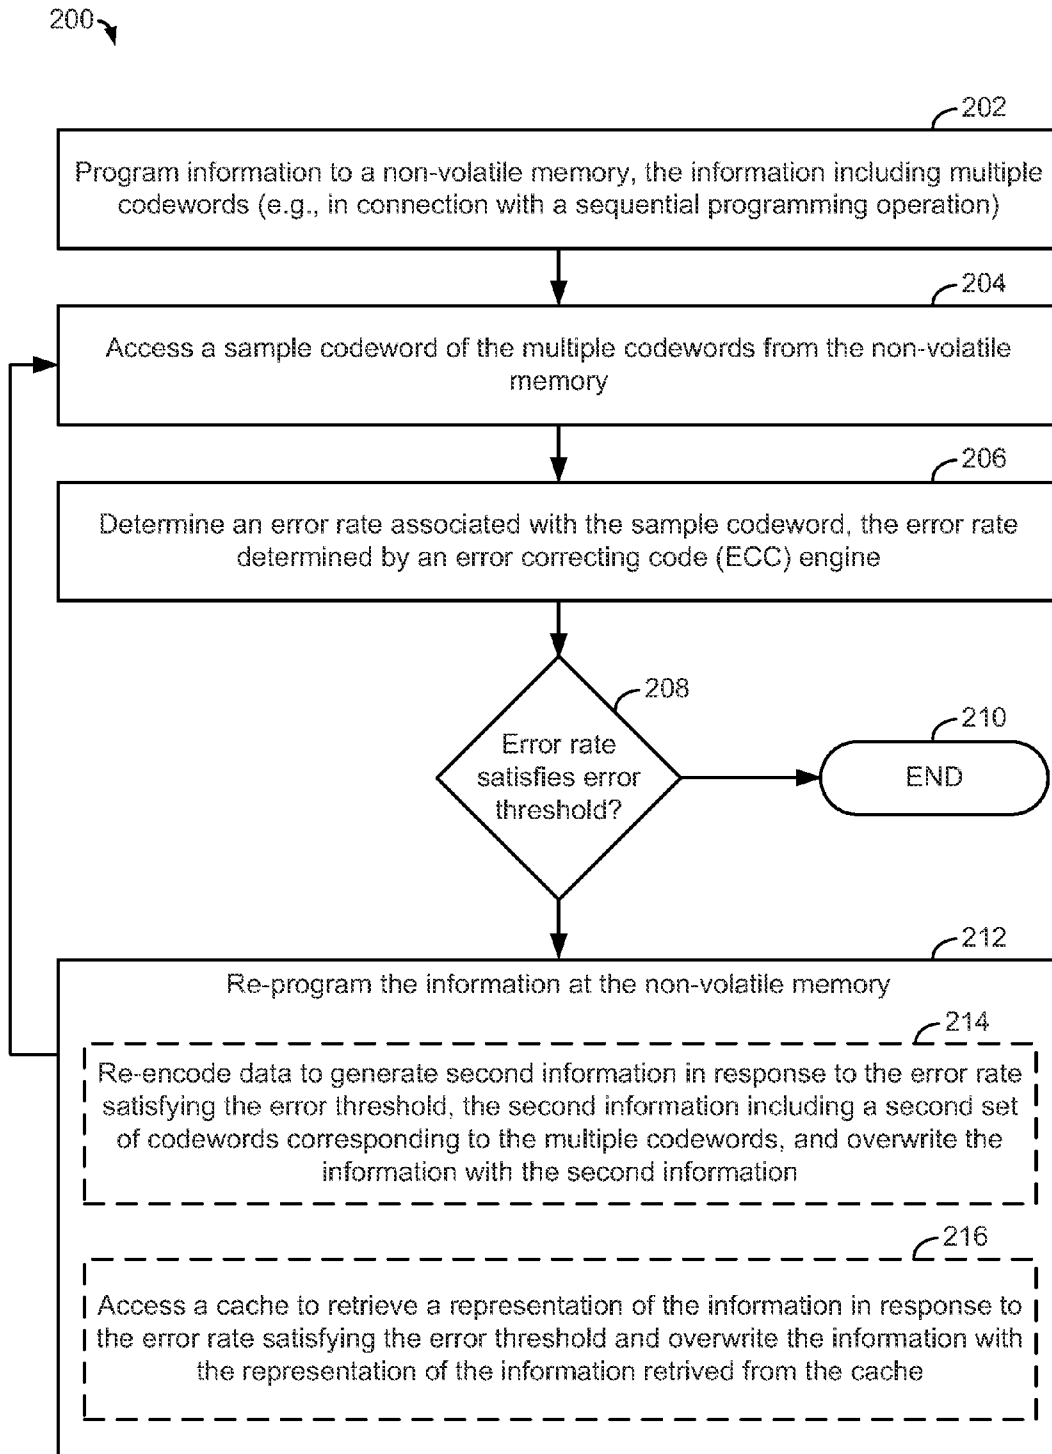 200
202
Program information to a non-volatile memory, the information including multiple
codewords (e.g., in connection with a sequential programming operation)
204
Access a sample codeword of the multiple codewords from the non-volatile
memory
206
Determine an error rate associated with the sample codeword, the error rate
determined by an error correcting code (ECC) engine
208
Error rate
satisfies error
threshold?
210
END
212
Re-program the information at the non-volatile memory
214
Re-encode data to generate second information in response to the error rate
satisfying the error threshold, the second information including a second set
of codewords corresponding to the multiple codewords, and overwrite the
information with the second information
216
Access a cache to retrieve a representation of the information in response to
the error rate satisfying the error threshold and overwrite the information with
the representation of the information retrived from the cache